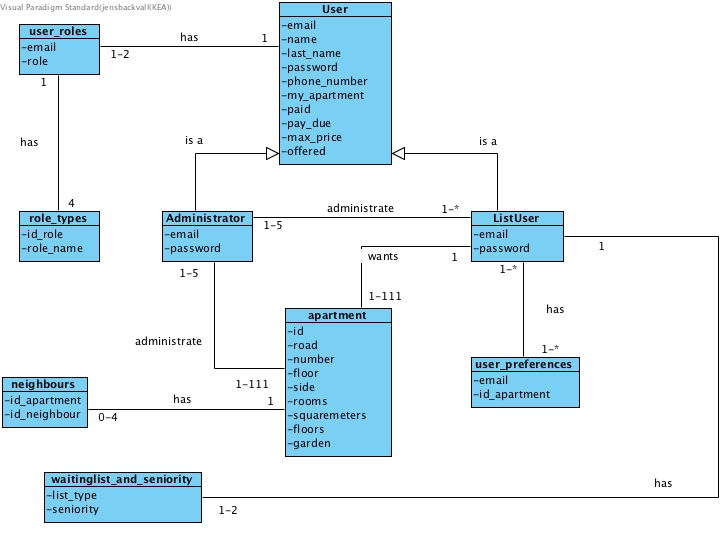 Visual Paradigm Standard(jensbackvall(KEA))
User
-email
-name
-last_name
-password
-phone_number
-my_apartment
-paid
-pay_due
-max_price
-offered
user_roles
-email
-role
has
1-2
1
1
has
4
is a
is a
role_types
-id_role
-role_name
Administrator
-email
-password
administrate
1-5
1-*
ListUser
-email
-password
1
wants
1
1-111
1-5
administrate
1-111
1-*
has
1-*
apartment
-id
-road
-number
-floor
-side
-rooms
-squaremeters
-floors
-garden
user_preferences
-email
-id_apartment
neighbours
-id_apartment
-id_neighbour
has
0-4
1
waitinglist_and_seniority
-list_type
-seniority
has
1-2